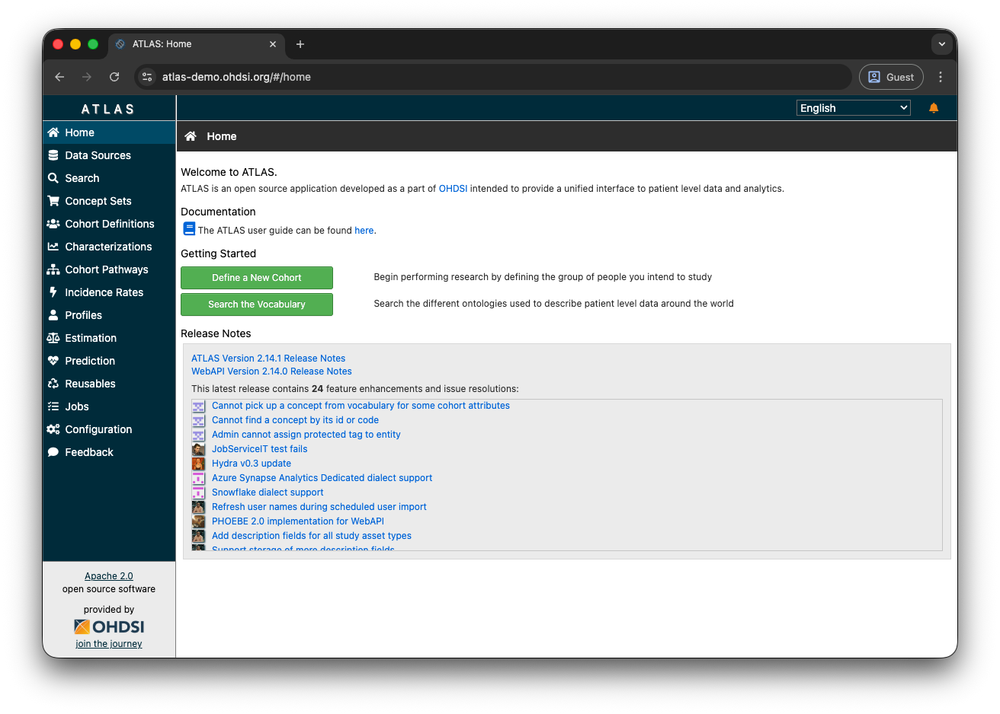 ATLAS: Home
atlas-demo.ohdsi.org/#/home
Guest
ATLAS
English
Home
Data Sources
Search
Concept Sets
Cohort Definitions
Characterizations
Cohort Pathways
Incidence Rates
Profiles
Estimation
Prediction
Reusables
Jobs
Configuration
Feedback
Apache 2.0
open source software
provided by
OHDSI
join the journey
Home
Welcome to ATLAS.
ATLAS is an open source application developed as a part of OHDSI intended to provide a unified interface to patient level data and analytics.
Documentation
The ATLAS user guide can be found here.
Getting Started
Define a New Cohort Begin performing research by defining the group of people you intend to study
Search the Vocabulary Search the different ontologies used to describe patient level data around the world
Release Notes
ATLAS Version 2.14.1 Release Notes
WebAPI Version 2.14.0 Release Notes
This latest release contains 24 feature enhancements and issue resolutions:
Cannot pick up a concept from vocabulary for some cohort attributes
Cannot find a concept by its id or code
Admin cannot assign protected tag to entity
JobServiceIT test fails
Hydra v0.3 update
Azure Synapse Analytics Dedicated dialect support
Snowflake dialect support
Refresh user names during scheduled user import
PHOEBE 2.0 implementation for WebAPI
Add description fields for all study asset types
Support storage of more description fields